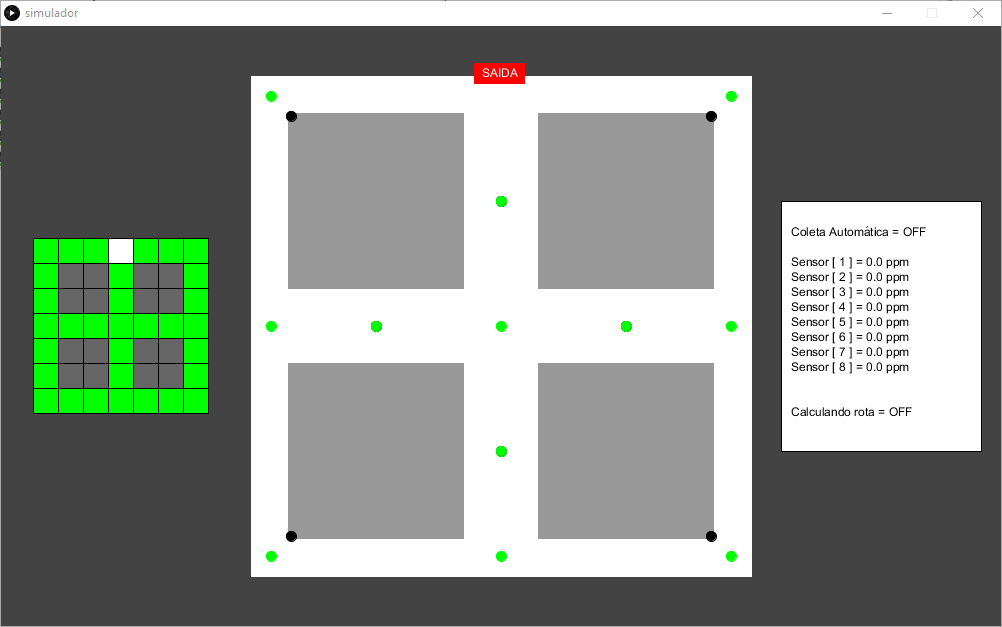 simulador
SAIDA
Coleta Automática = OFF
Sensor [ 1 ] = 0.0 ppm
Sensor [ 2 ] = 0.0 ppm
Sensor [ 3 ] = 0.0 ppm
Sensor [ 4 ] = 0.0 ppm
Sensor [ 5 ] = 0.0 ppm
Sensor [ 6 ] = 0.0 ppm
Sensor [ 7 ] = 0.0 ppm
Sensor [ 8 ] = 0.0 ppm
Calculando rota = OFF